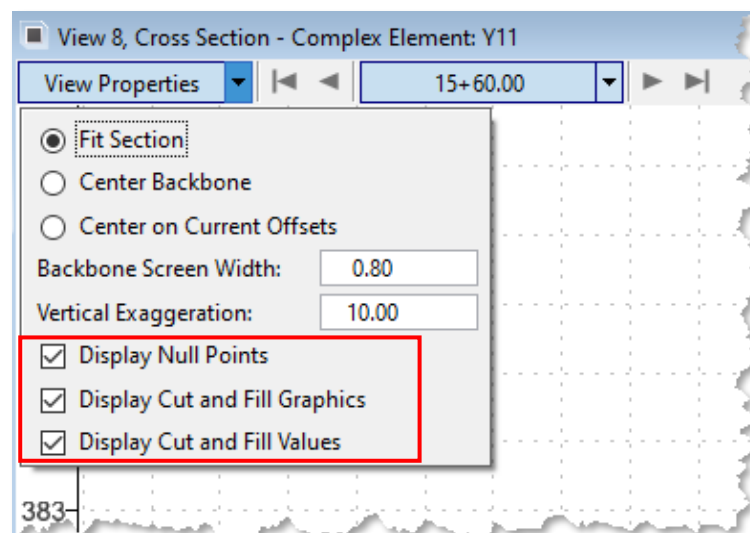 View 8, Cross Section - Complex Element: Y11
View Properties 15+60.00
Fit Section
Center Backbone
Center on Current Offsets
Backbone Screen Width: 0.80
Vertical Exaggeration: 10.00
Display Null Points
Display Cut and Fill Graphics
Display Cut and Fill Values
383